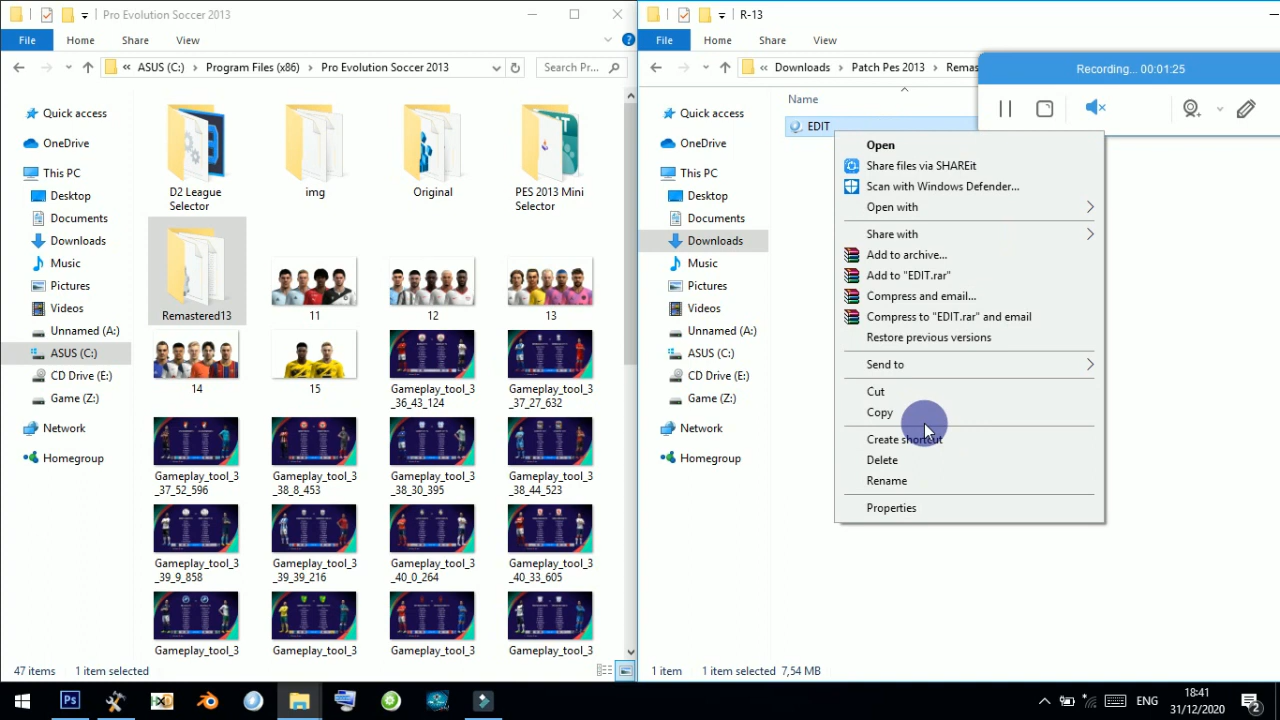 Pro Evolution Soccer 2013
File Home Share View
ASUS (C:) Program Files (x86) Pro Evolution Soccer 2013
Search Pr...
Quick access
OneDrive
This PC
Desktop
Documents
Downloads
Music
Pictures
Videos
Unnamed (A:)
ASUS (C:)
CD Drive (E:)
Game (Z:)
Network
Homegroup
D2 League
Selector
img
Original
PES 2013 Mini
Selector
Remastered13
11
12
13
14
15
Gameplay_tool_3
_36_43_124
Gameplay_tool_3
_37_27_632
Gameplay_tool_3
_37_52_596
Gameplay_tool_3
_38_8_453
Gameplay_tool_3
_38_30_395
Gameplay_tool_3
_38_44_523
Gameplay_tool_3
_39_9_858
Gameplay_tool_3
_39_39_216
Gameplay_tool_3
_40_0_264
Gameplay_tool_3
_40_33_605
Gameplay_tool_3
Gameplay_tool_3
Gameplay_tool_3
Gameplay_tool_3
47 items 1 item selected
R-13
File Home Share View
Downloads Patch Pes 2013 Remas
Recording... 00:01:25
Quick access
OneDrive
This PC
Desktop
Documents
Downloads
Music
Pictures
Videos
Unnamed (A:)
ASUS (C:)
CD Drive (E:)
Game (Z:)
Network
Homegroup
Name
EDIT
Open
Share files via SHAREit
Scan with Windows Defender...
Open with
Share with
Add to archive...
Add to "EDIT.rar"
Compress and email...
Compress to "EDIT.rar" and email
Restore previous versions
Send to
Cut
Copy
Create shortcut
Delete
Rename
Properties
1 item 1 item selected 7,54 MB
Ps
ENG
18:41
31/12/2020
2